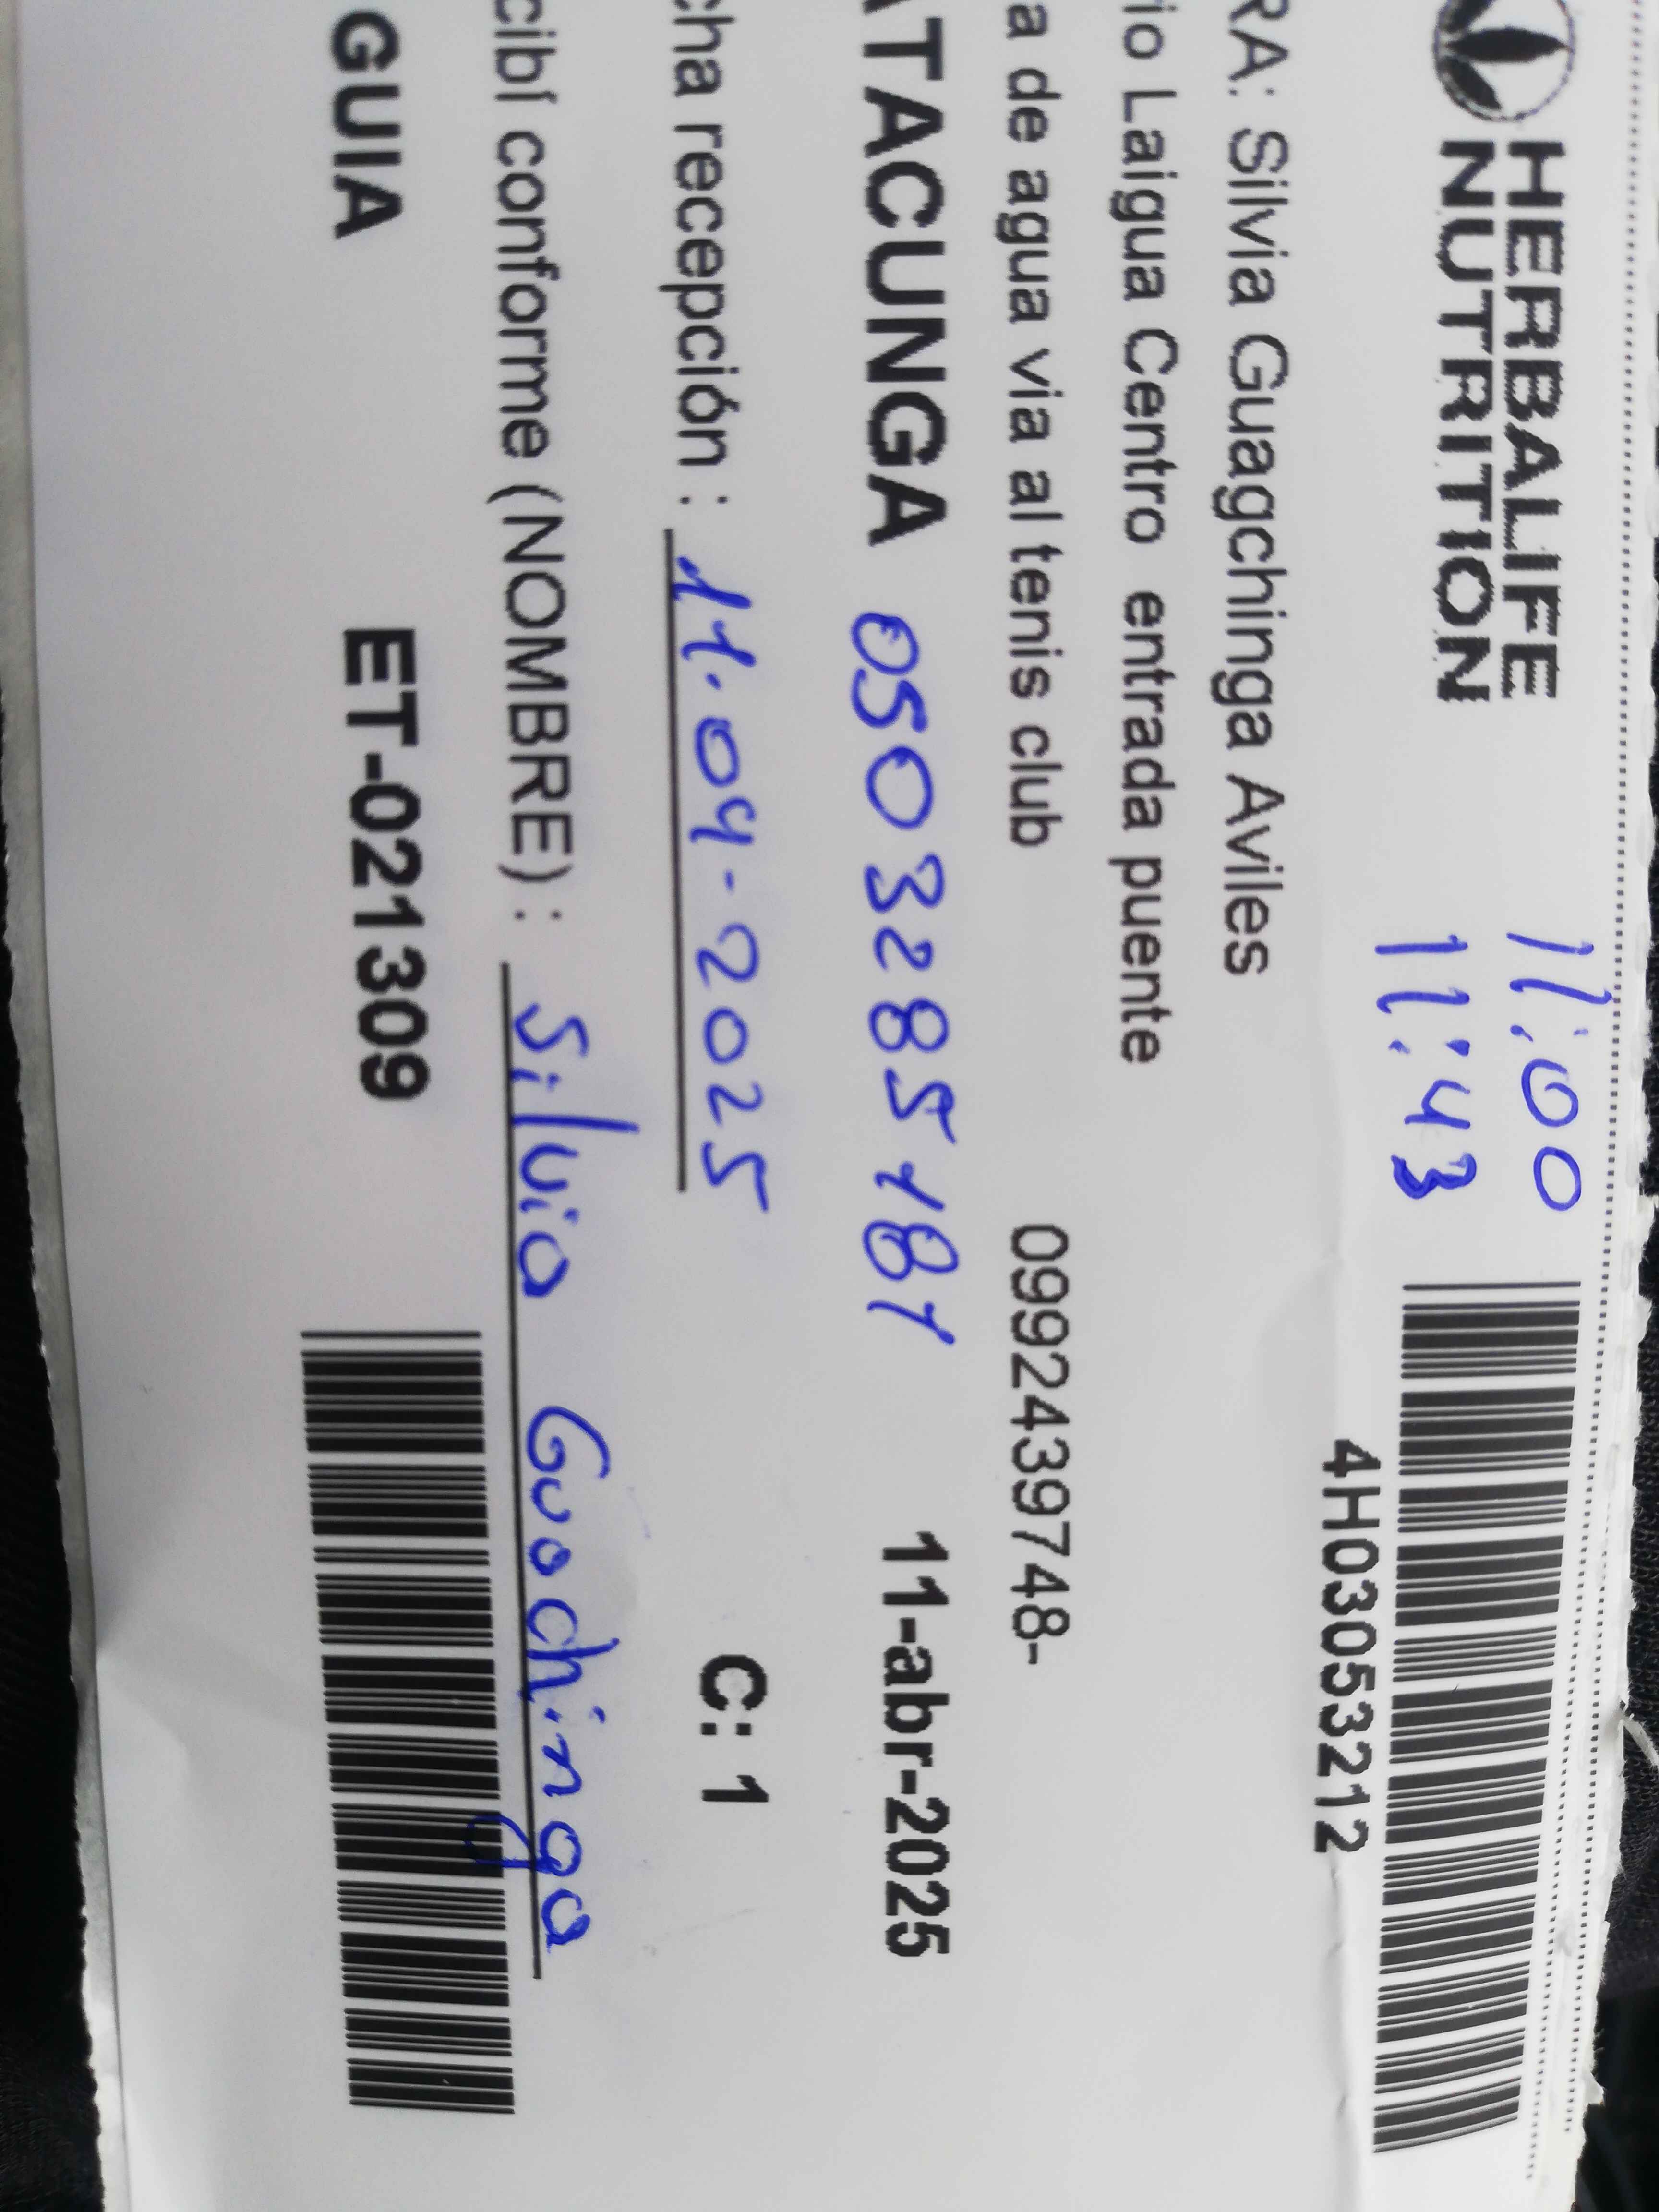 HERBALIFE
NUTRITION
11:00
11:43
4H03053212
RA: Silvia Guagchinga Aviles
io Laigua Centro entrada puente
a de agua via al tenis club 0992439748-
ATACUNGA 0503285481 11-abr-2025
cha recepción : 11-04-2025 C: 1
cibí conforme (NOMBRE) : Silvia Guachinga
GUIA ET-021309